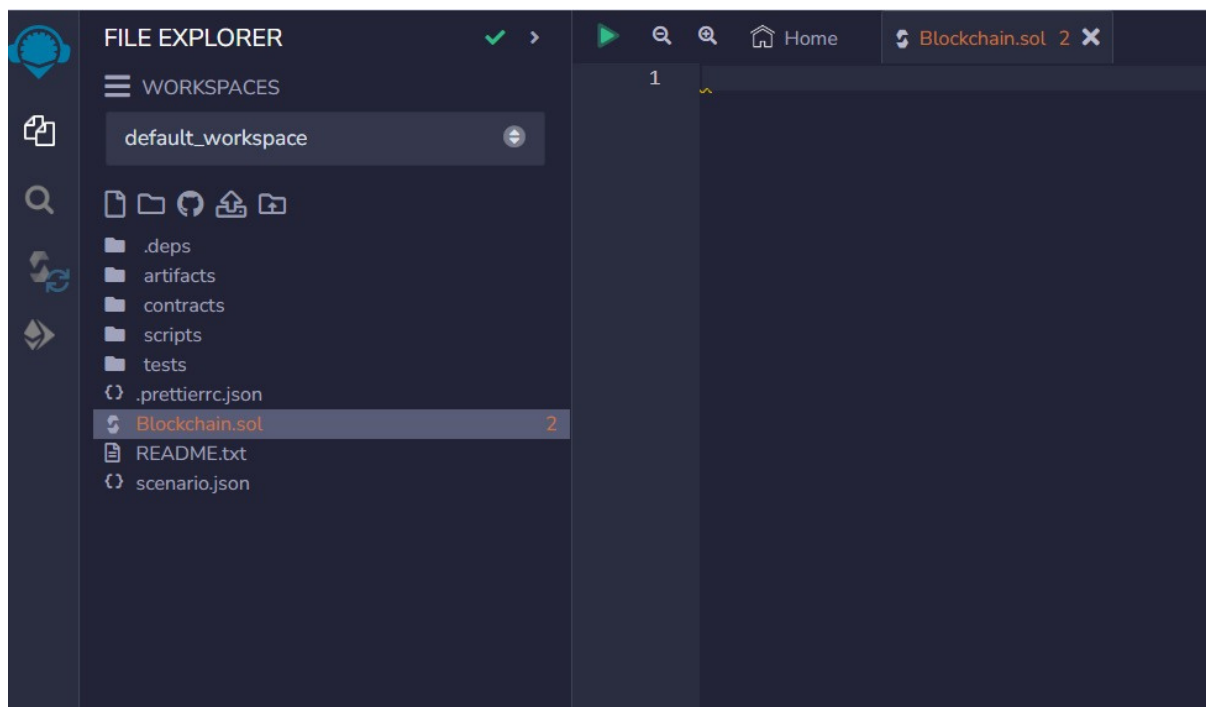 FILE EXPLORER
WORKSPACES
default_workspace
.deps
artifacts
contracts
scripts
tests
.prettierrc.json
Blockchain.sol 2
README.txt
scenario.json
Home Blockchain.sol 2
1